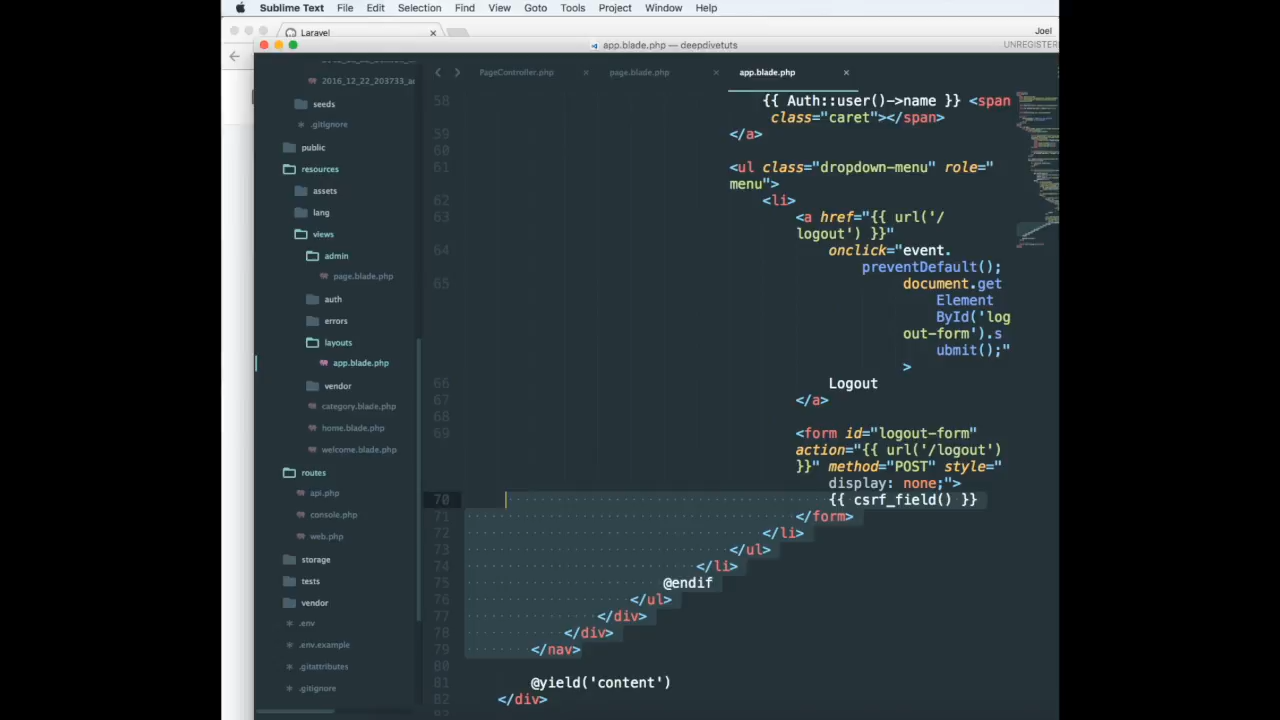 Sublime Text File Edit Selection Find View Goto Tools Project Window Help
Laravel
Joel
app.blade.php — deepdivetuts
UNREGISTER
2016_12_22_203733_a
seeds
.gitignore
public
resources
assets
lang
views
admin
page.blade.php
auth
errors
layouts
app.blade.php
vendor
category.blade.php
home.blade.php
welcome.blade.php
routes
api.php
console.php
web.php
storage
tests
vendor
.env
.env.example
.gitattributes
.gitignore
PageController.php page.blade.php app.blade.php
58 {{ Auth::user()->name }} <span
class="caret"></span>
59 </a>
60
61 <ul class="dropdown-menu" role="
menu">
62 <li>
63 <a href="{{ url('/
logout') }}"
64 onclick="event.
preventDefault();
65 document.get
Element
ById('log
out-form').s
ubmit();"
>
66 Logout
67 </a>
68
69 <form id="logout-form"
action="{{ url('/logout')
}}" method="POST" style="
display: none;">
70 {{ csrf_field() }}
71 </form>
72 </li>
73 </ul>
74 </li>
75 @endif
76 </ul>
77 </div>
78 </div>
79 </nav>
80
81 @yield('content')
82 </div>